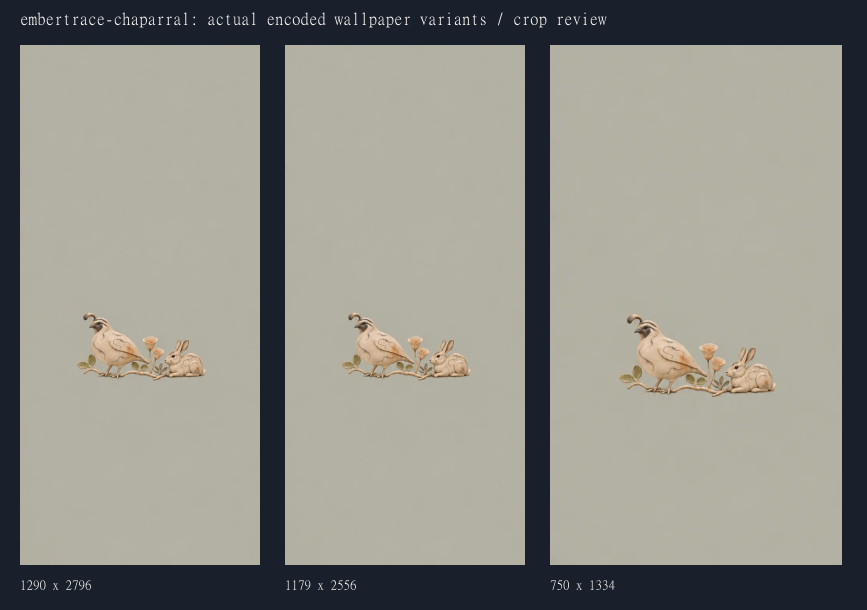 embertrace-chaparral: actual encoded wallpaper variants / crop review
1290 x 2796
1179 x 2556
750 x 1334